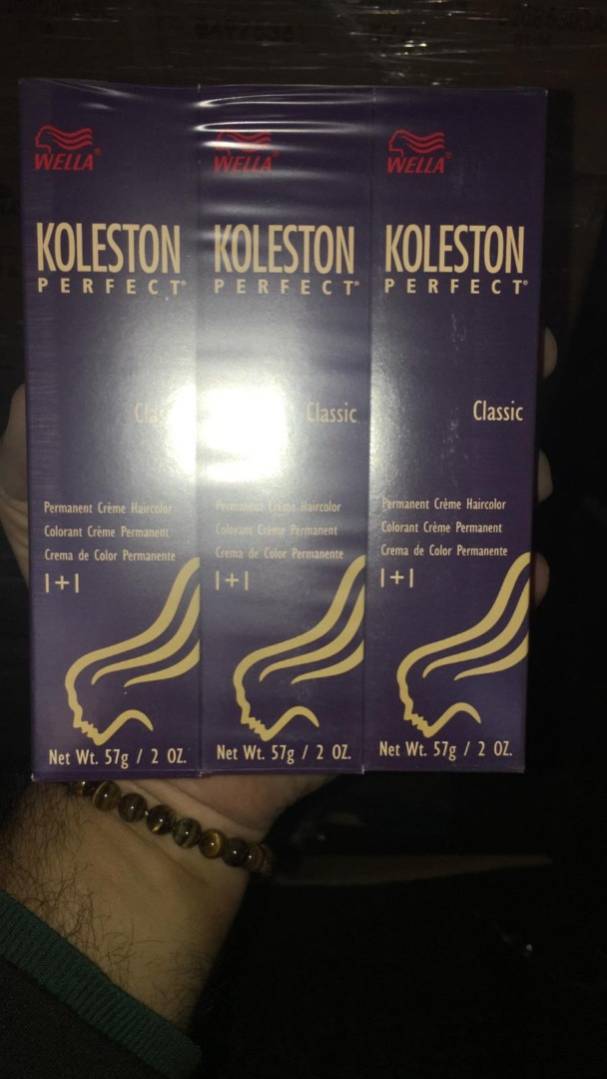 WELLA
KOLESTON
PERFECT
Classic
Permanent Crème Haircolor
Colorant Crème Permanent
Crema de Color Permanente
1+1
Net Wt. 57g / 2 OZ.
WELLA
KOLESTON
PERFECT
Classic
Permanent Crème Haircolor
Colorant Crème Permanent
Crema de Color Permanente
1+1
Net Wt. 57g / 2 OZ.
WELLA
KOLESTON
PERFECT
Classic
Permanent Crème Haircolor
Colorant Crème Permanent
Crema de Color Permanente
1+1
Net Wt. 57g / 2 OZ.